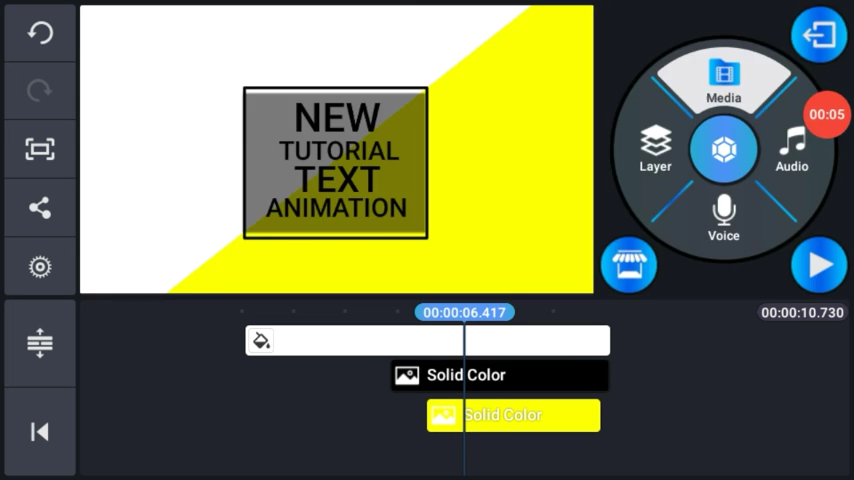 NEW
TUTORIAL
TEXT
ANIMATION
Media
00:05
Layer
Audio
Voice
00:00:06.417
00:00:10.730
Solid Color
Solid Color